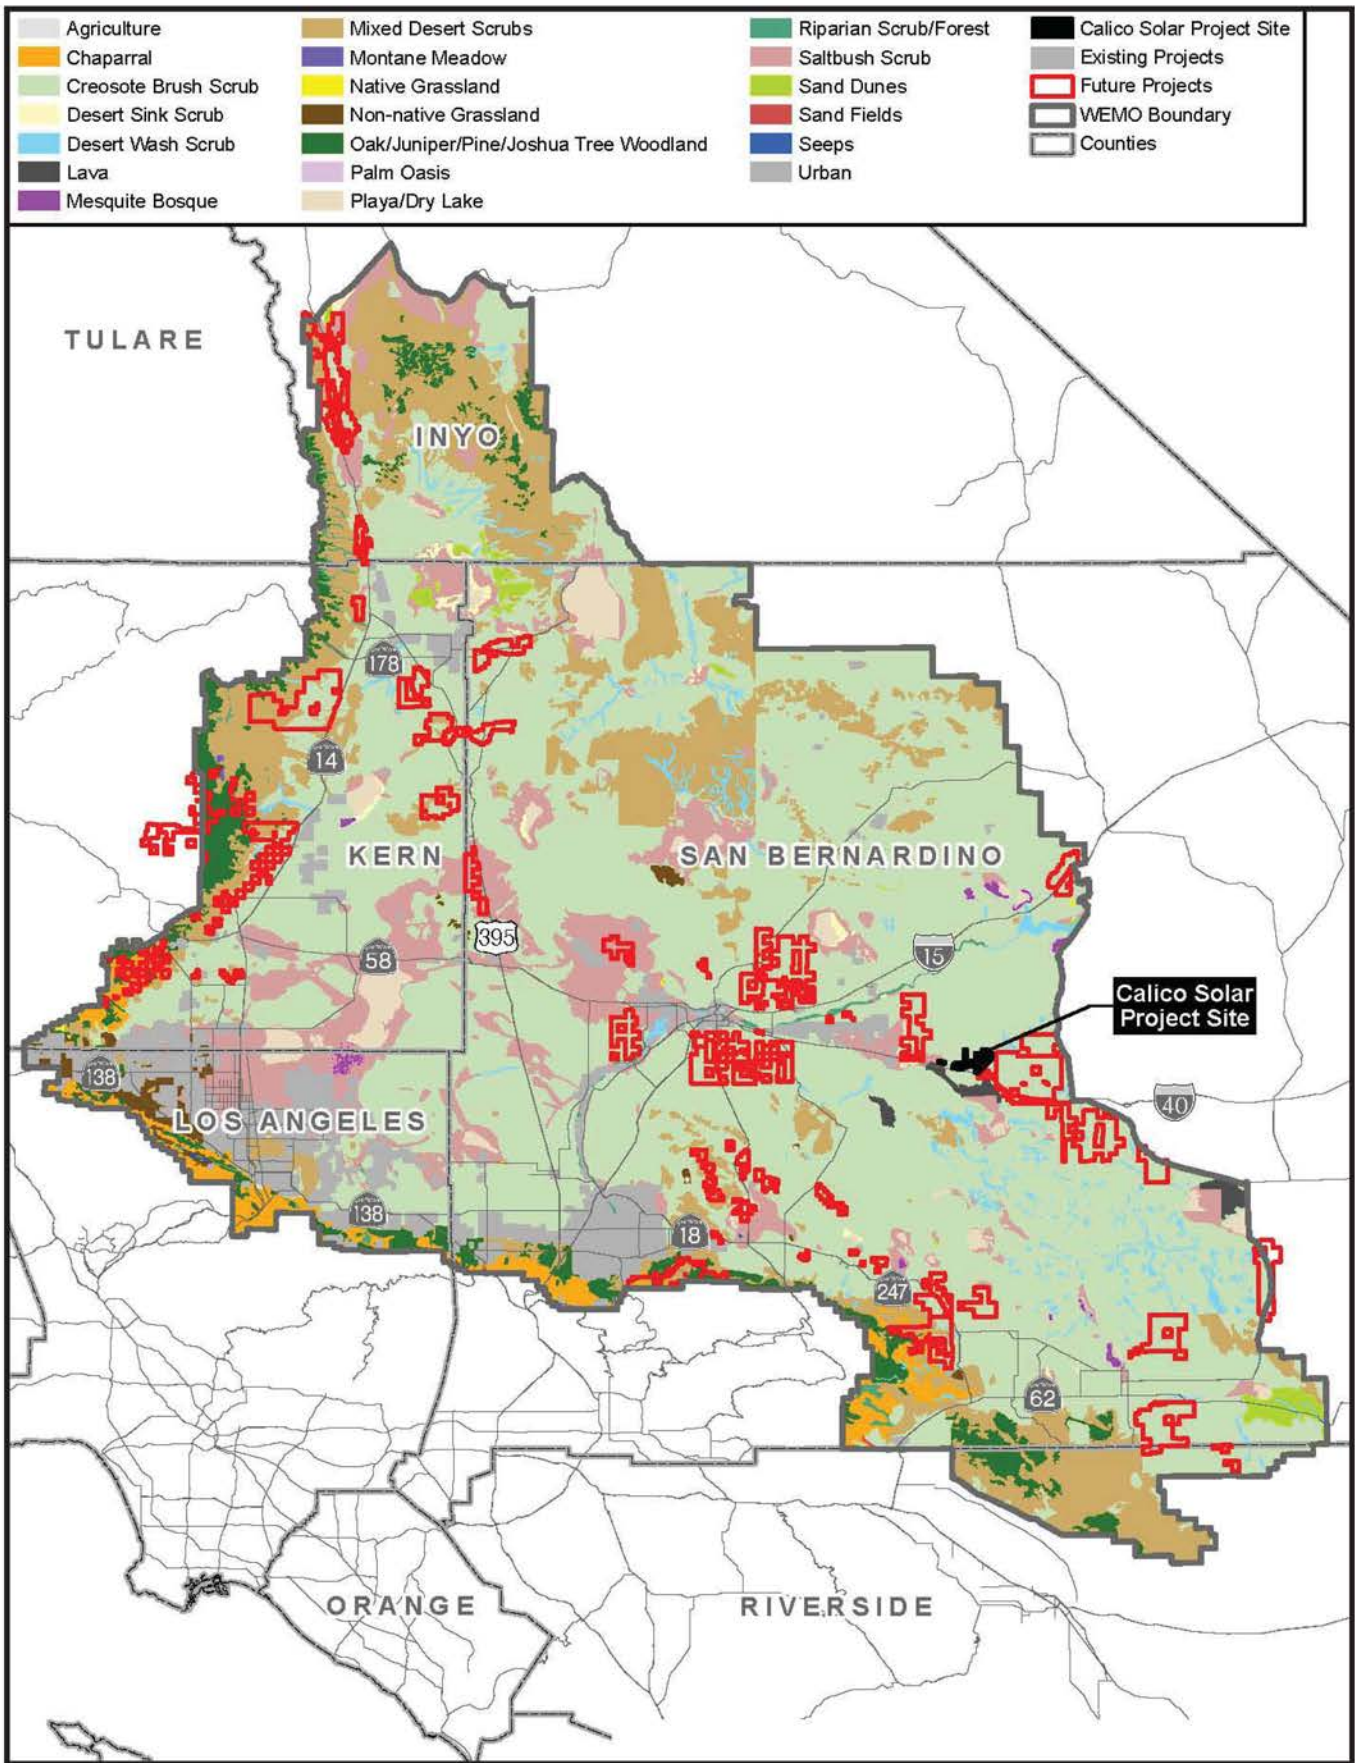 Agriculture
Chaparral
Creosote Brush Scrub
Desert Sink Scrub
Desert Wash Scrub
Lava
Mesquite Bosque
Mixed Desert Scrubs
Montane Meadow
Native Grassland
Non-native Grassland
Oak/Juniper/Pine/Joshua Tree Woodland
Palm Oasis
Playa/Dry Lake
Riparian Scrub/Forest
Saltbush Scrub
Sand Dunes
Sand Fields
Seeps
Urban
Calico Solar Project Site
Existing Projects
Future Projects
WEMO Boundary
Counties
TULARE
INYO
178
14
KERN
SAN BERNARDINO
395
58
15
Calico Solar
Project Site
138
40
LOS ANGELES
138
18
247
62
ORANGE
RIVERSIDE